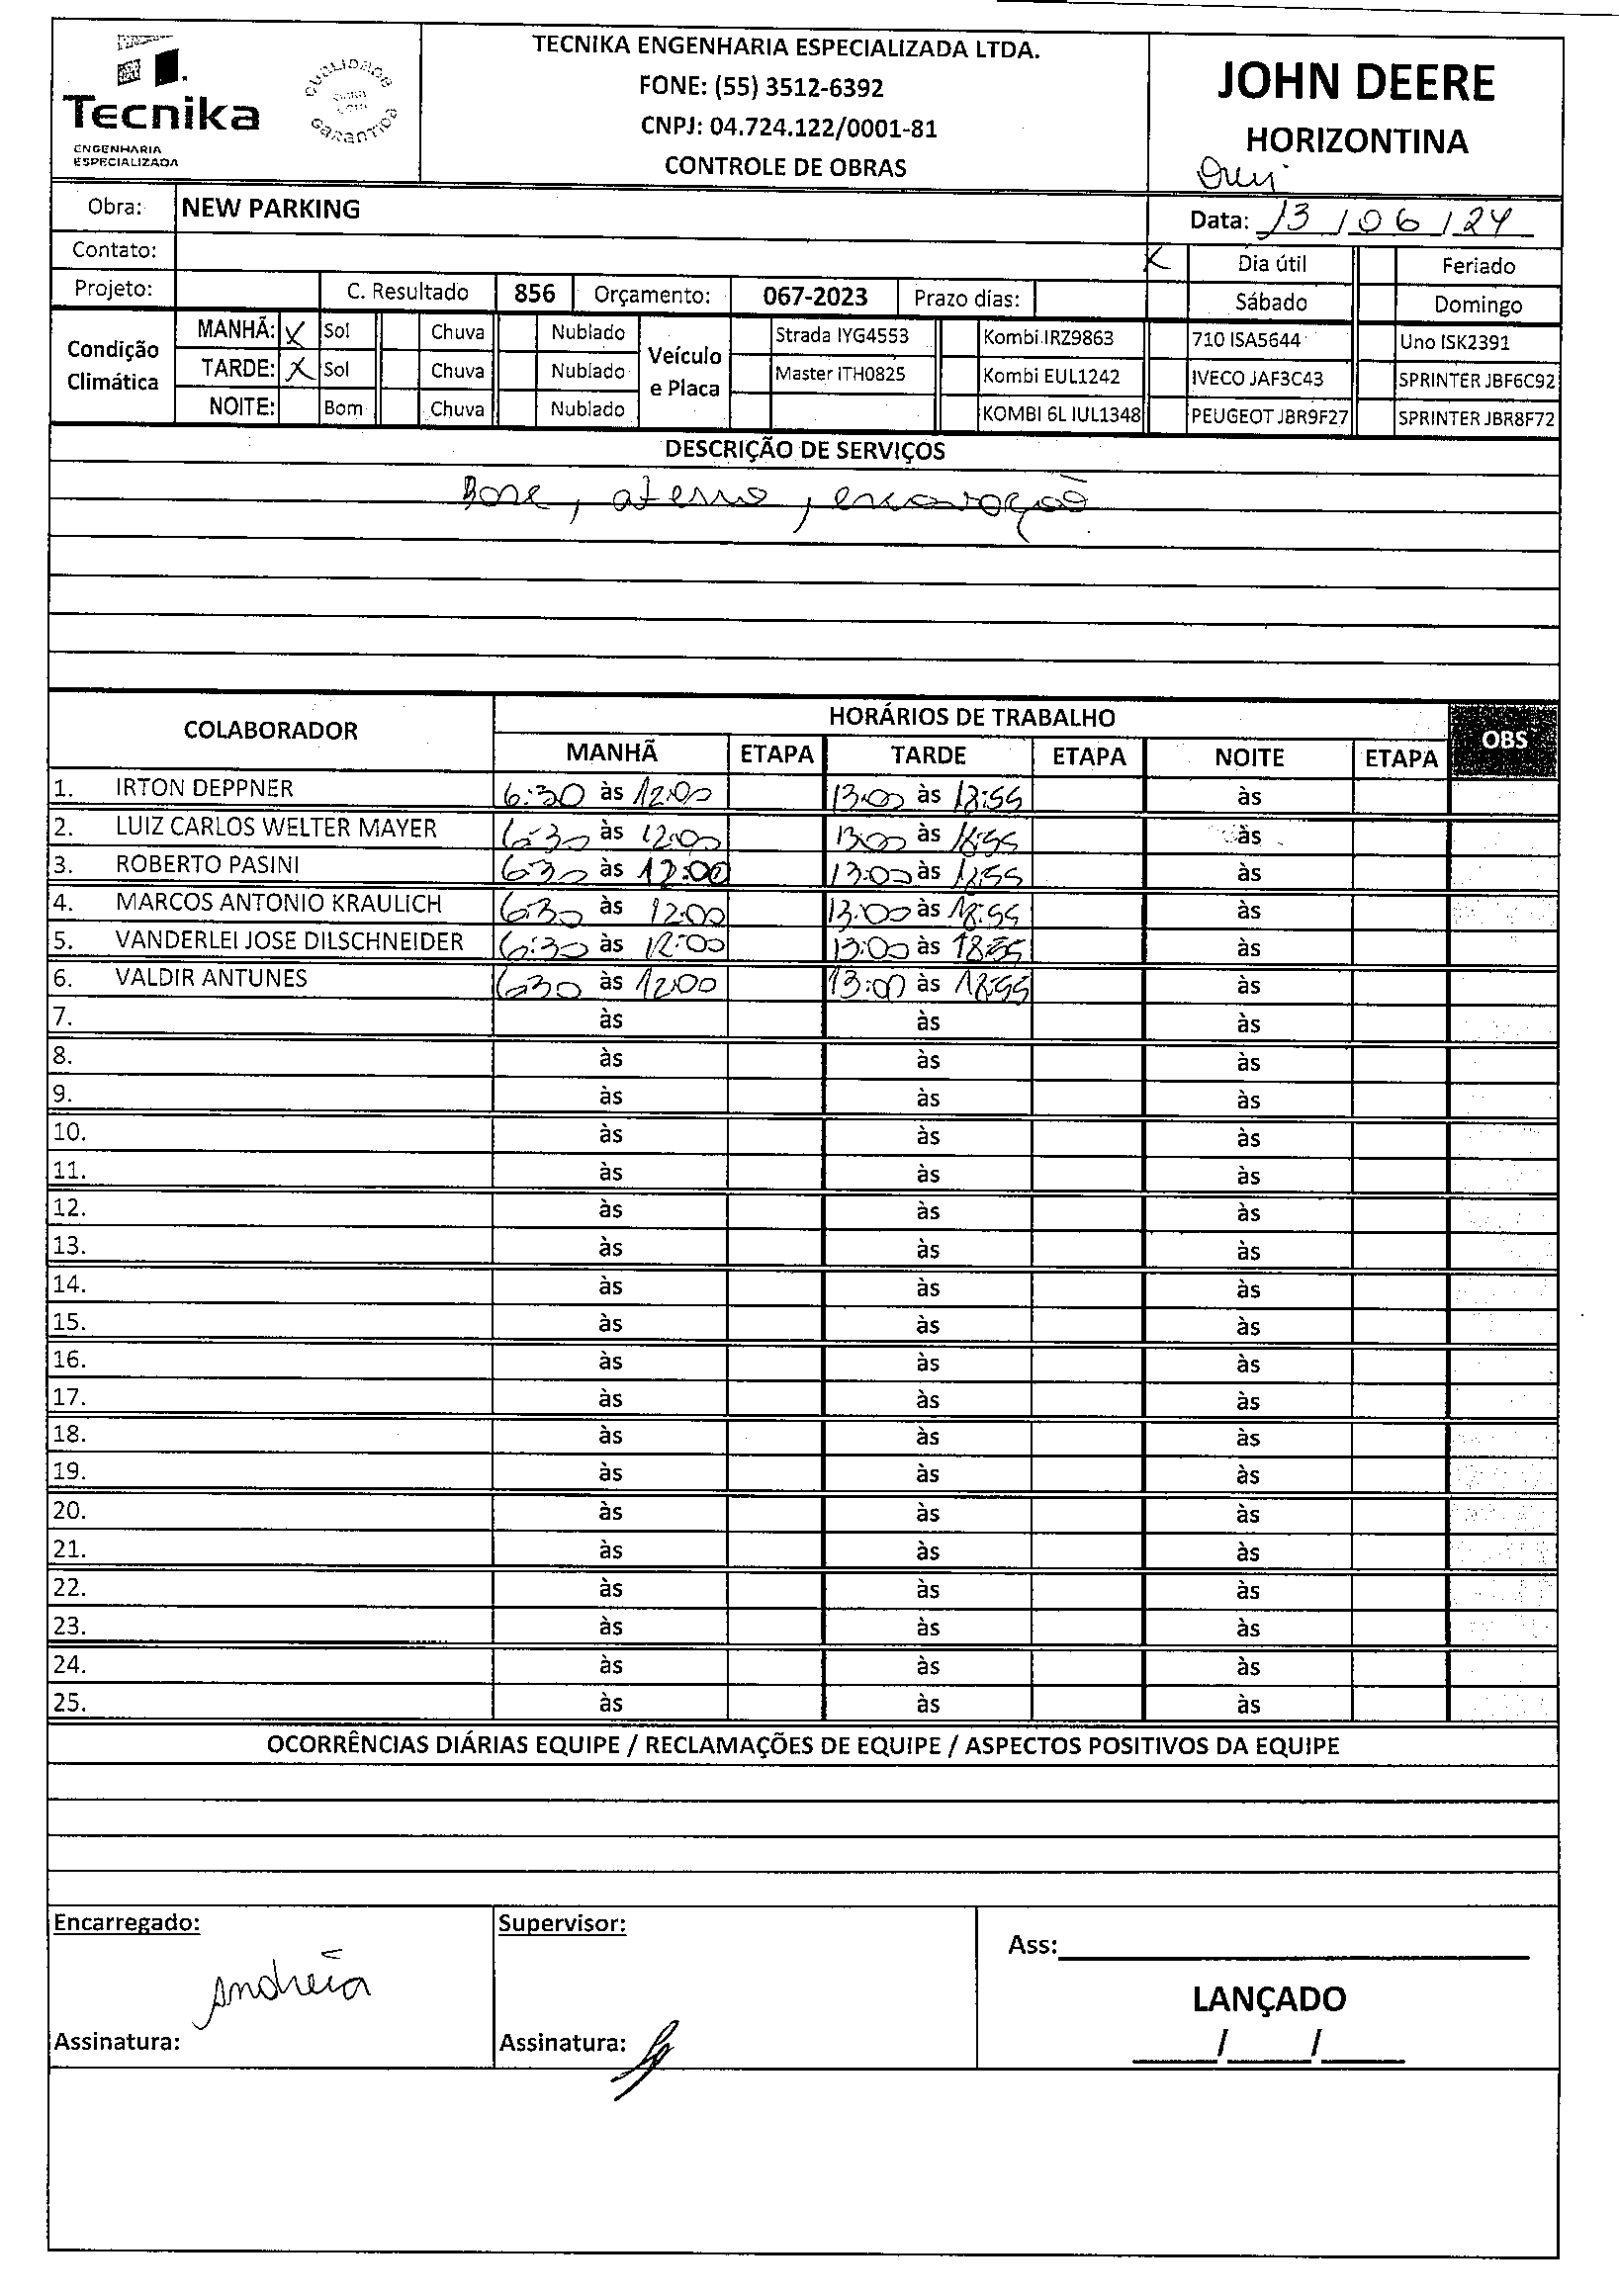 Tecnika
ENGENHARIA
ESPECIALIZADA
QUALIDADE
GARANTIDA
TECNIKA ENGENHARIA ESPECIALIZADA LTDA.
FONE: (55) 3512-6392
CNPJ: 04.724.122/0001-81
CONTROLE DE OBRAS
JOHN DEERE
HORIZONTINA
Obra: NEW PARKING
Data: 13/06/24
Contato:
X Dia útil Feriado
Projeto: C. Resultado 856 Orçamento: 067-2023 Prazo dias: Sábado Domingo
Condição Climática
MANHÃ: X Sol Chuva Nublado
TARDE: X Sol Chuva Nublado
NOITE: Bom Chuva Nublado
Veículo e Placa
Strada IYG4553 Kombi IRZ9863 710 ISA5644 Uno ISK2391
Master ITH0825 Kombi EUL1242 IVECO JAF3C43 SPRINTER JBF6C92
KOMBI 6L IUL1348 PEUGEOT JBR9F27 SPRINTER JBR8F72
DESCRIÇÃO DE SERVIÇOS
Base, aterro, escavação
COLABORADOR HORÁRIOS DE TRABALHO OBS
MANHÃ ETAPA TARDE ETAPA NOITE ETAPA
1. IRTON DEPPNER 6:30 às 12:00 13:00 às 18:55 às
2. LUIZ CARLOS WELTER MAYER 6:30 às 12:00 13:00 às 18:55 às
3. ROBERTO PASINI 6:30 às 12:00 13:00 às 18:55 às
4. MARCOS ANTONIO KRAULICH 6:30 às 12:00 13:00 às 18:55 às
5. VANDERLEI JOSE DILSCHNEIDER 6:30 às 12:00 13:00 às 18:55 às
6. VALDIR ANTUNES 6:30 às 12:00 13:00 às 18:55 às
7. às às às
8. às às às
9. às às às
10. às às às
11. às às às
12. às às às
13. às às às
14. às às às
15. às às às
16. às às às
17. às às às
18. às às às
19. às às às
20. às às às
21. às às às
22. às às às
23. às às às
24. às às às
25. às às às
OCORRÊNCIAS DIÁRIAS EQUIPE / RECLAMAÇÕES DE EQUIPE / ASPECTOS POSITIVOS DA EQUIPE
Encarregado:
Andréia
Assinatura:
Supervisor:
Assinatura:
Ass:
LANÇADO
/ /